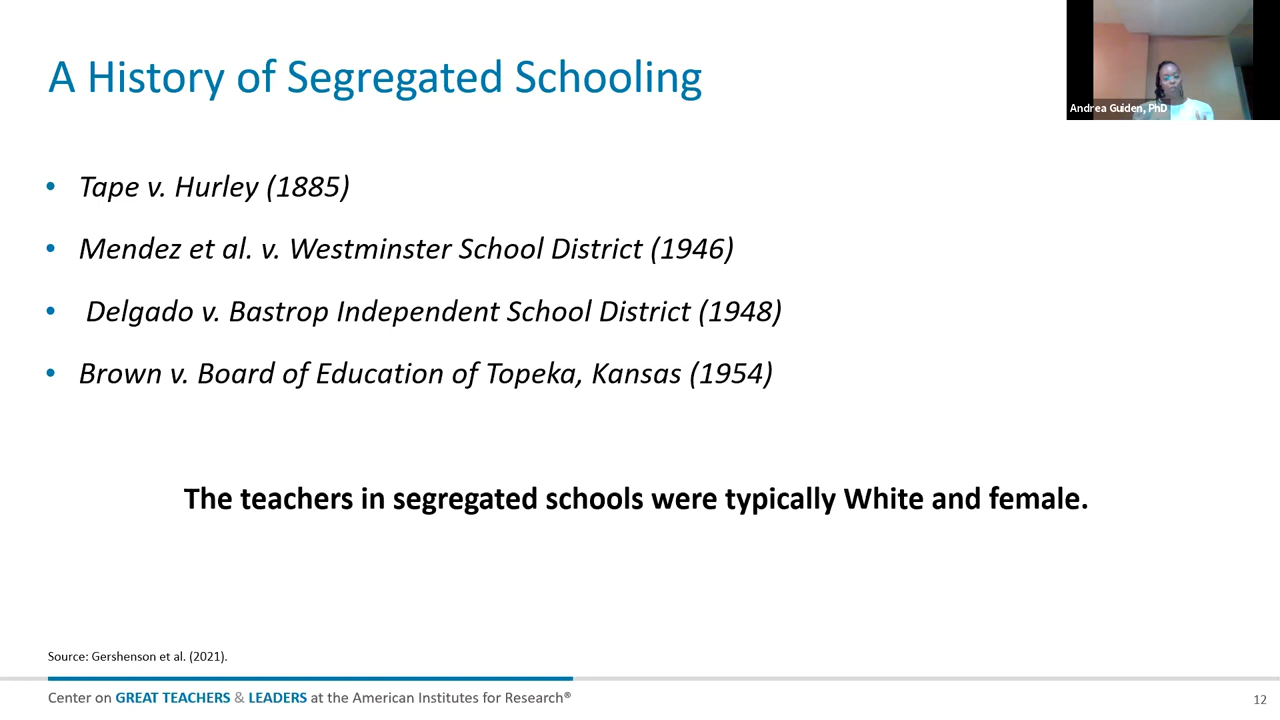 A History of Segregated Schooling
Andrea Guiden, PhD
• Tape v. Hurley (1885)
• Mendez et al. v. Westminster School District (1946)
• Delgado v. Bastrop Independent School District (1948)
• Brown v. Board of Education of Topeka, Kansas (1954)
The teachers in segregated schools were typically White and female.
Source: Gershenson et al. (2021).
Center on GREAT TEACHERS & LEADERS at the American Institutes for Research®
12